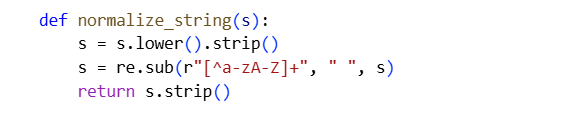 def normalize_string(s):
    s = s.lower().strip()
    s = re.sub(r"[^a-zA-Z]+", " ", s)
    return s.strip()